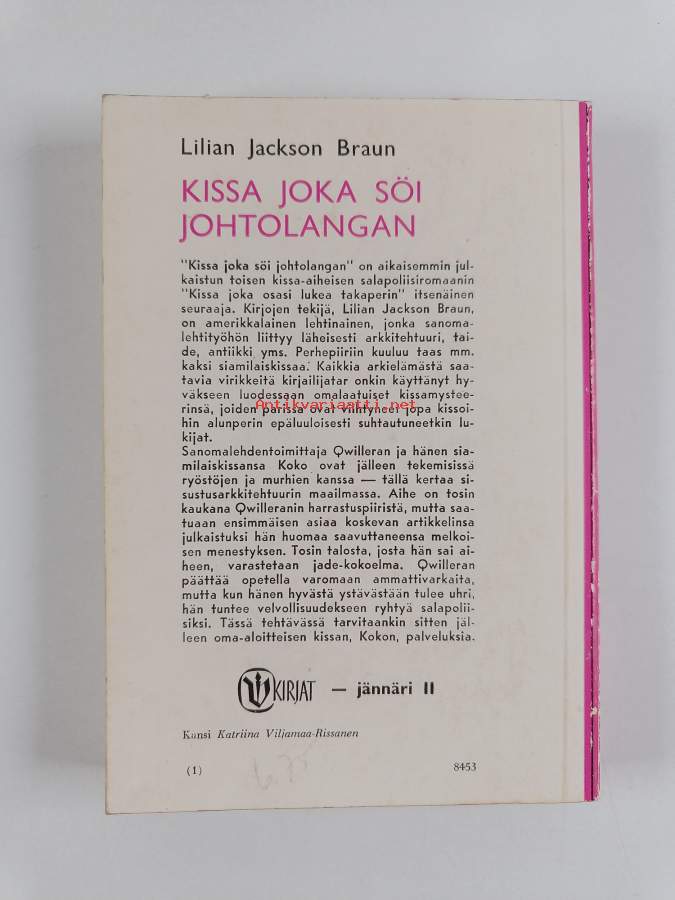 Lilian Jackson Braun
KISSA JOKA SÖI
JOHTOLANGAN
"Kissa joka söi johtolangan" on aikaisemmin jul-
kaistun toisen kissa-aiheisen salapoliisiromaanin
"Kissa joka osasi lukea takaperin" itsenäinen
seuraaja. Kirjojen tekijä, Lilian Jackson Braun,
on amerikkalainen lehtinainen, jonka sanoma-
lehtityöhön liittyy läheisesti arkkitehtuuri, tai-
de, antiikki yms. Perhepiiriin kuuluu taas mm.
kaksi siamilaiskissaa. Kaikkia arkielämästä saa-
tavia virikkeitä kirjailijatar onkin käyttänyt hy-
väkseen luodessaan omalaatuiset kissamystee-
rinsä, joiden parissa ovat viihtyneet jopa kissoi-
Antikvariaatti.net
hin alunperin epäluuloisesti suhtautuneetkin lu-
kijat.
Sanomalehdentoimittaja Qwilleran ja hänen sia-
milaiskissansa Koko ovat jälleen tekemisissä
ryöstöjen ja murhien kanssa — tällä kertaa si-
sustusarkkitehtuurin maailmassa. Aihe on tosin
kaukana Qwilleranin harrastuspiiristä, mutta saa-
tuaan ensimmäisen asiaa koskevan artikkelinsa
julkaistuksi hän huomaa saavuttaneensa melkoi-
sen menestyksen. Tosin talosta, josta hän sai ai-
heen, varastetaan jade-kokoelma. Qwilleran
päättää opetella varomaan ammattivarkaita,
mutta kun hänen hyvästä ystävästään tulee uhri,
hän tuntee velvollisuudekseen ryhtyä salapolii-
siksi. Tässä tehtävässä tarvitaankin sitten jäl-
leen oma-aloitteisen kissan, Kokon, palveluksia.
KIRJAT — jännäri II
Kansi Katriina Viljamaa-Rissanen
(1) 8453